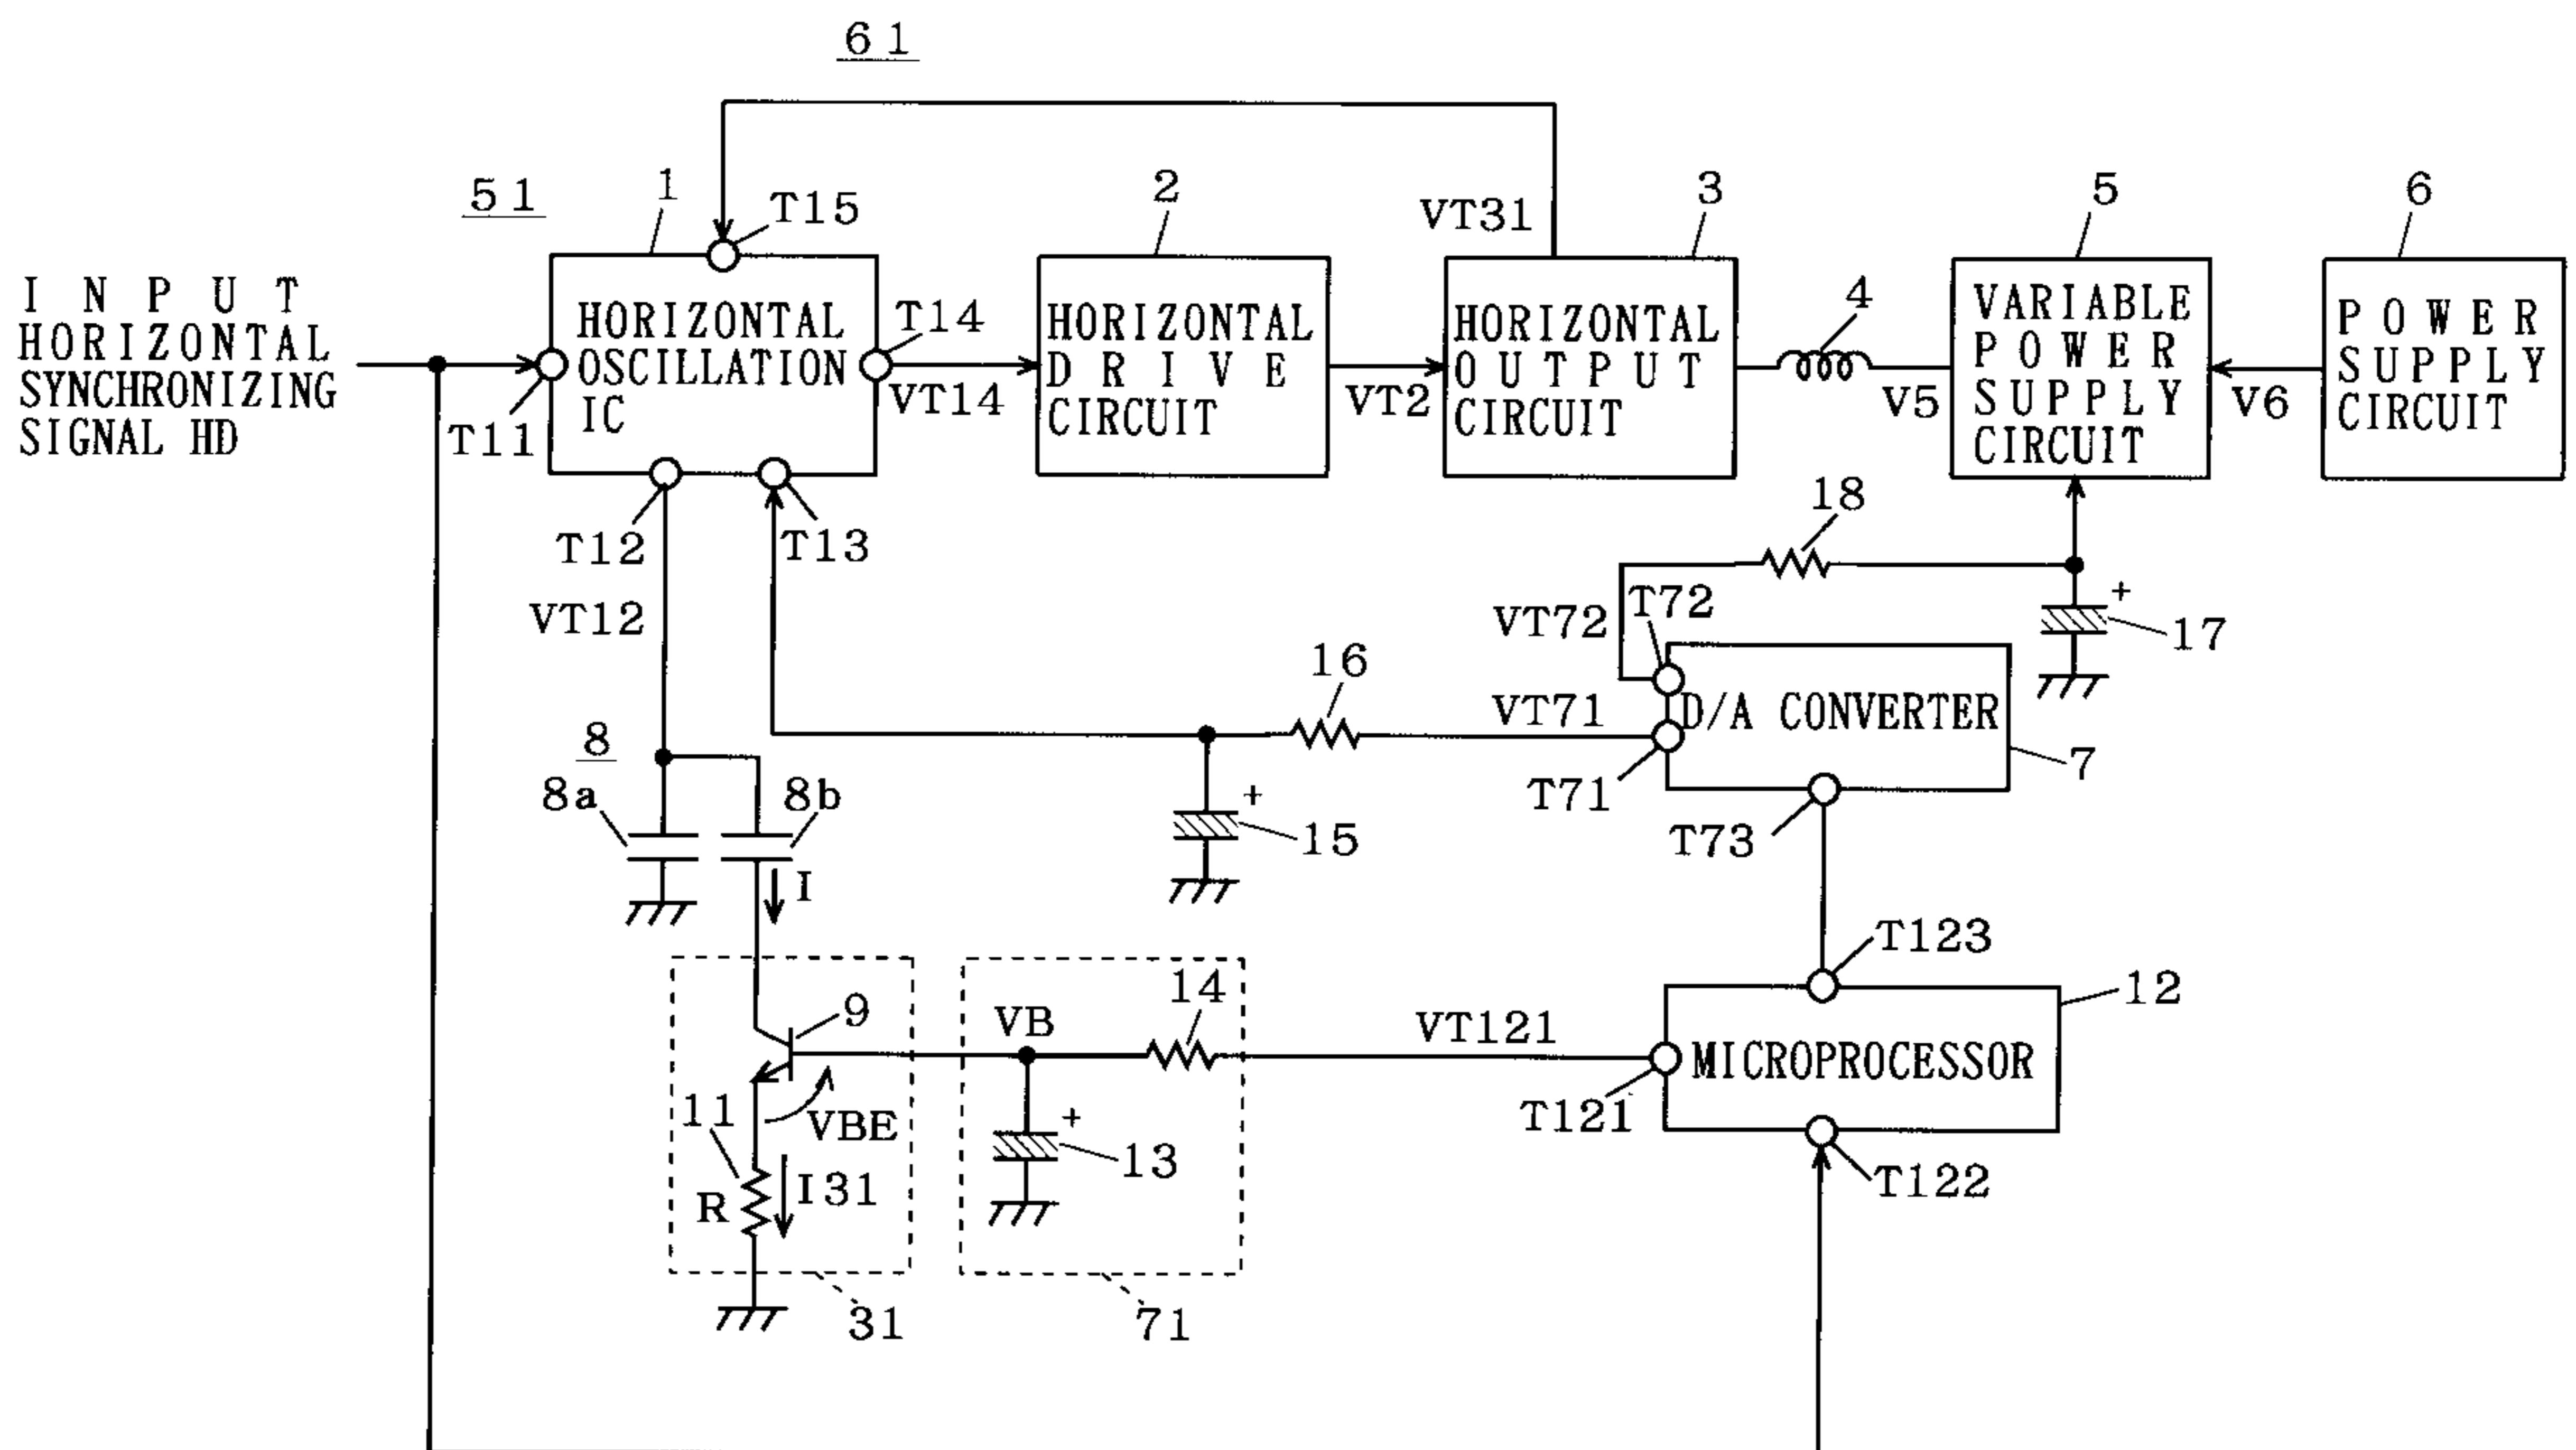 61
51
1
T15
2
VT31
3
5
6
INPUT
HORIZONTAL
SYNCHRONIZING
SIGNAL HD
T11
HORIZONTAL
OSCILLATION
IC
T14
VT14
HORIZONTAL
DRIVE
CIRCUIT
VT2
HORIZONTAL
OUTPUT
CIRCUIT
4
V5
VARIABLE
POWER
SUPPLY
CIRCUIT
V6
POWER
SUPPLY
CIRCUIT
T12
T13
18
VT12
VT72
T72
+
17
16
VT71
D/A CONVERTER
7
8
8a
8b
T71
+
15
T73
I
T123
12
9
VB
14
VT121
MICROPROCESSOR
T121
11
VBE
+
13
T122
R
I31
31
71